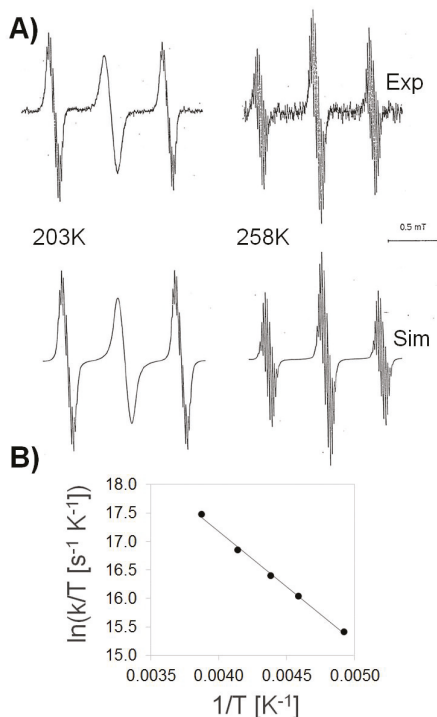 A)
Exp
203K
258K
0.5 mT
Sim
B)
ln(k/T [s⁻¹ K⁻¹])
18.0
17.5
17.0
16.5
16.0
15.5
15.0
0.0035 0.0040 0.0045 0.0050
1/T [K⁻¹]